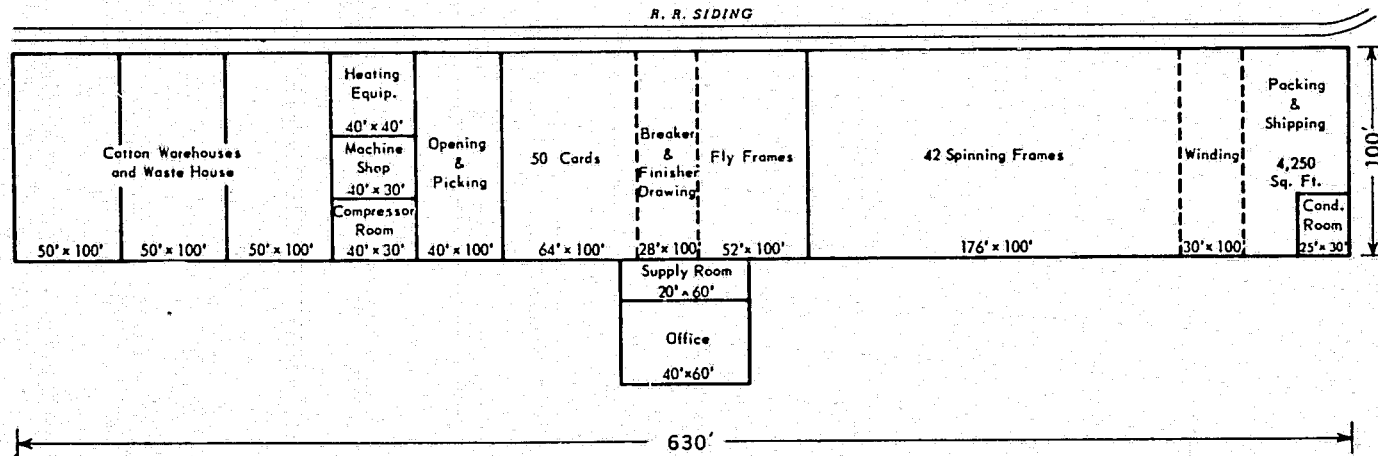 R. R. SIDING
Cotton Warehouses
and Waste House
50' x 100'
50' x 100'
50' x 100'
Heating
Equip.
40' x 40'
Machine
Shop
40' x 30'
Compressor
Room
40' x 30'
Opening
&
Picking
40' x 100'
50 Cards
64' x 100'
Breaker
&
Finisher
Drawing
28' x 100'
Fly Frames
52' x 100'
42 Spinning Frames
176' x 100'
Winding
30' x 100'
Packing
&
Shipping
4,250
Sq. Ft.
Cond.
Room
25' x 30'
100'
Supply Room
20' x 60'
Office
40'x60'
630'